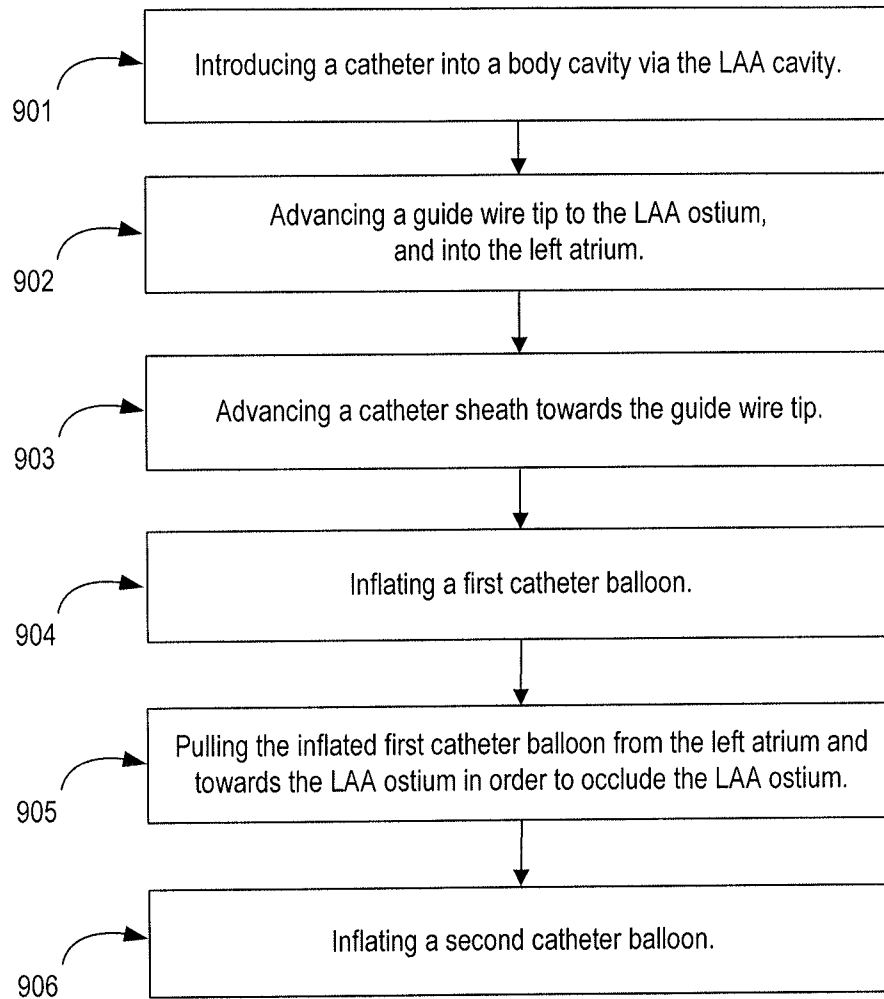 Introducing a catheter into a body cavity via the LAA cavity.
901
Advancing a guide wire tip to the LAA ostium,
and into the left atrium.
902
Advancing a catheter sheath towards the guide wire tip.
903
Inflating a first catheter balloon.
904
Pulling the inflated first catheter balloon from the left atrium and
towards the LAA ostium in order to occlude the LAA ostium.
905
Inflating a second catheter balloon.
906